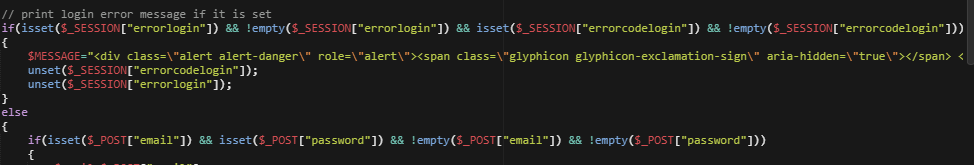 // print login error message if it is set
if(isset($_SESSION["errorlogin"]) && !empty($_SESSION["errorlogin"]) && isset($_SESSION["errorcodelogin"]) && !empty($_SESSION["errorcodelogin"]))
{
$MESSAGE="<div class=\"alert alert-danger\" role=\"alert\"><span class=\"glyphicon glyphicon-exclamation-sign\" aria-hidden=\"true\"></span> <
unset($_SESSION["errorcodelogin"]);
unset($_SESSION["errorlogin"]);
}
else
{
if(isset($_POST["email"]) && isset($_POST["password"]) && !empty($_POST["email"]) && !empty($_POST["password"]))
{